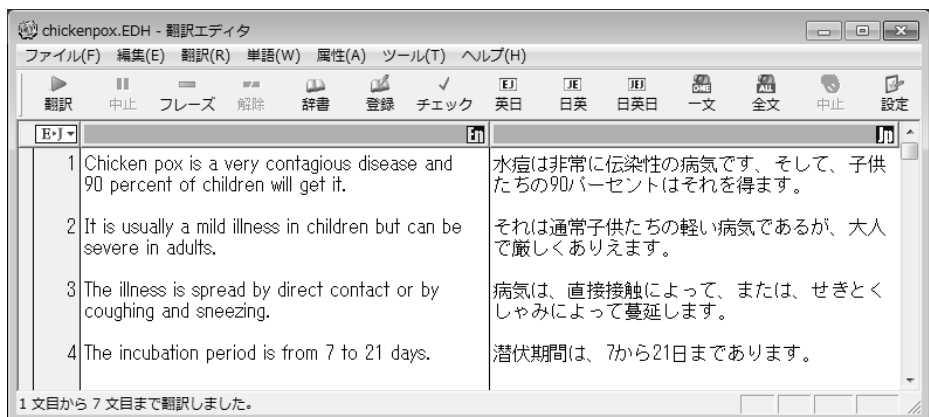 chickenpox.EDH - 翻訳エディタ
ファイル(F) 編集(E) 翻訳(R) 単語(W) 属性(A) ツール(T) ヘルプ(H)
EJ JE JEJ ONE ALL
翻訳 中止 フレーズ 解除 辞書 登録 チェック 英日 日英 日英日 一文 全文 中止 設定
E▸J En Jp
1 Chicken pox is a very contagious disease and 水痘は非常に伝染性の病気です、そして、子供
90 percent of children will get it. たちの90パーセントはそれを得ます。
2 It is usually a mild illness in children but can be それは通常子供たちの軽い病気であるが、大人
severe in adults. で厳しくありえます。
3 The illness is spread by direct contact or by 病気は、直接接触によって、または、せきとく
coughing and sneezing. しゃみによって蔓延します。
4 The incubation period is from 7 to 21 days. 潜伏期間は、7から21日まであります。
1 文目から 7 文目まで翻訳しました。